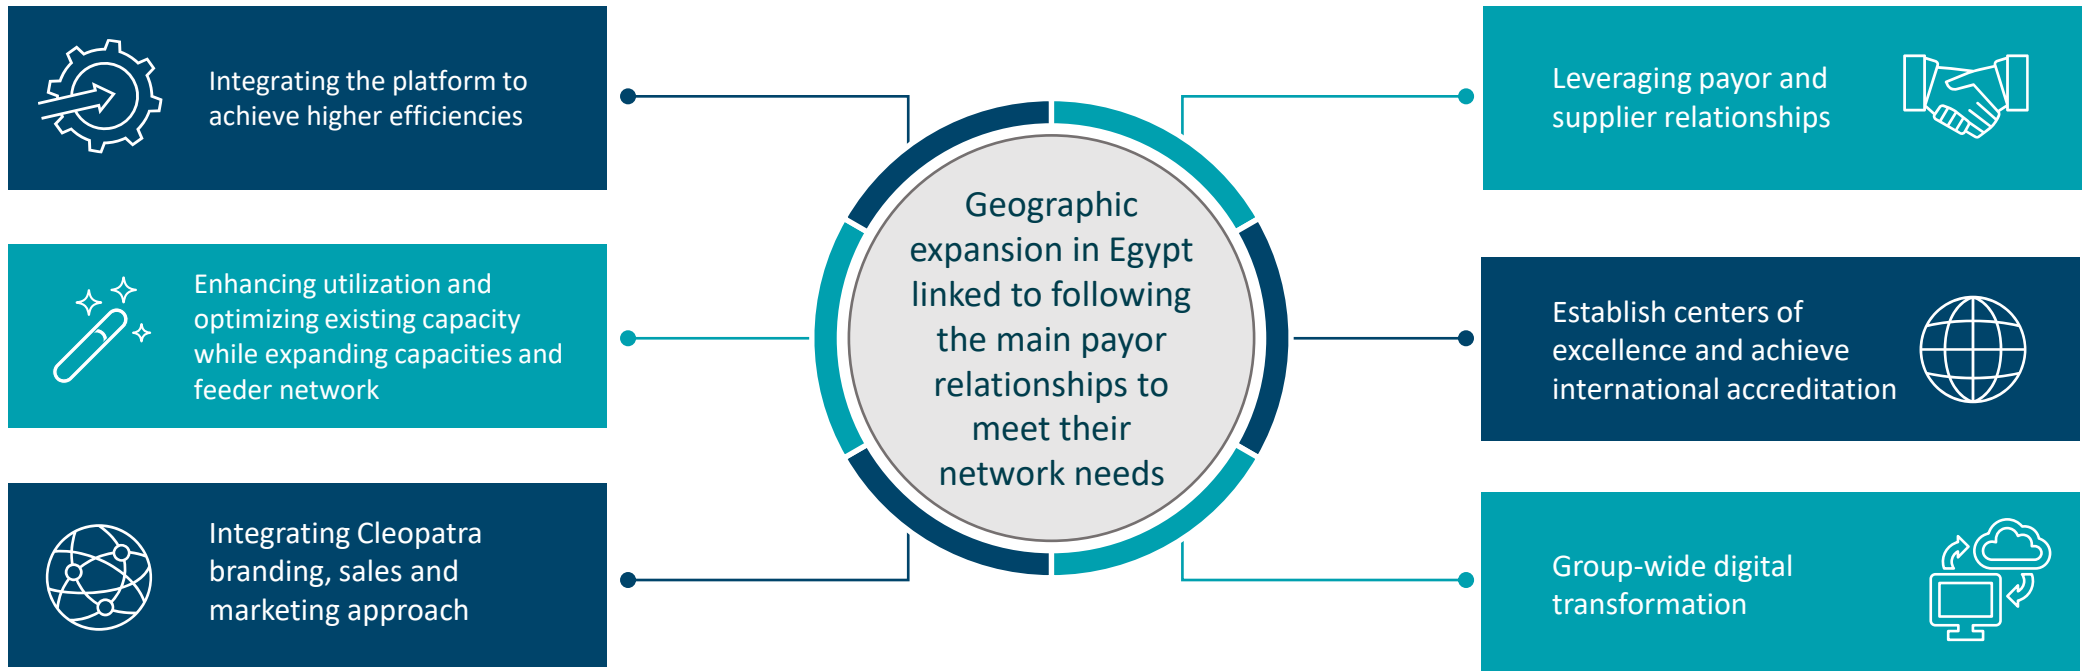 Integrating the platform to
achieve higher efficiencies
Enhancing utilization and
optimizing existing capacity
while expanding capacities and
feeder network
Integrating Cleopatra
branding, sales and
marketing approach
Geographic
expansion in Egypt
linked to following
the main payor
relationships to
meet their
network needs
Leveraging payor and
supplier relationships
Establish centers of
excellence and achieve
international accreditation
Group-wide digital
transformation